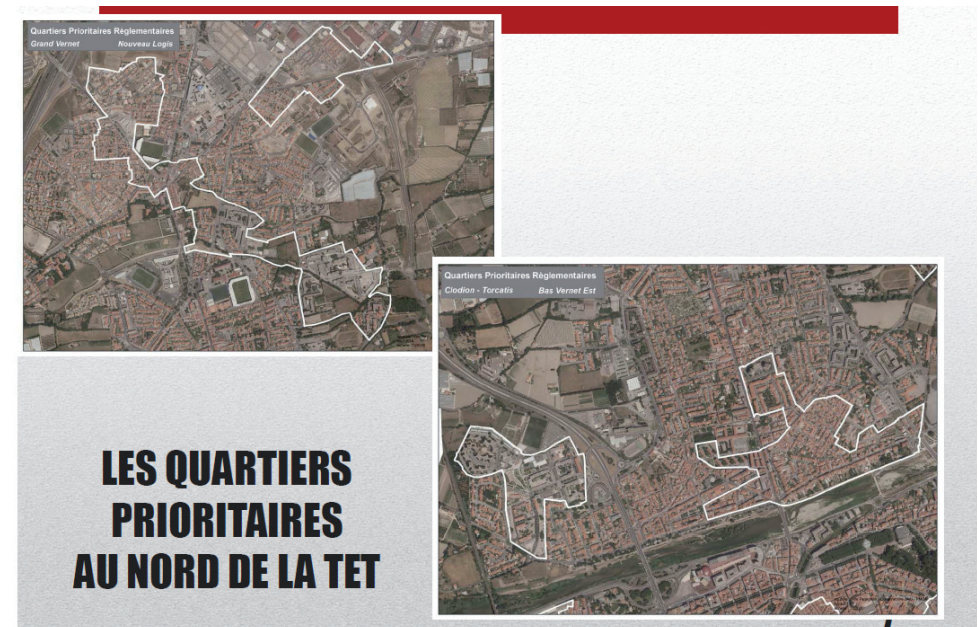 Quartiers Prioritaires Règlementaires
Grand Vernet Nouveau Logis
Quartiers Prioritaires Règlementaires
Clodion - Torcatis Bas Vernet Est
LES QUARTIERS
PRIORITAIRES
AU NORD DE LA TET